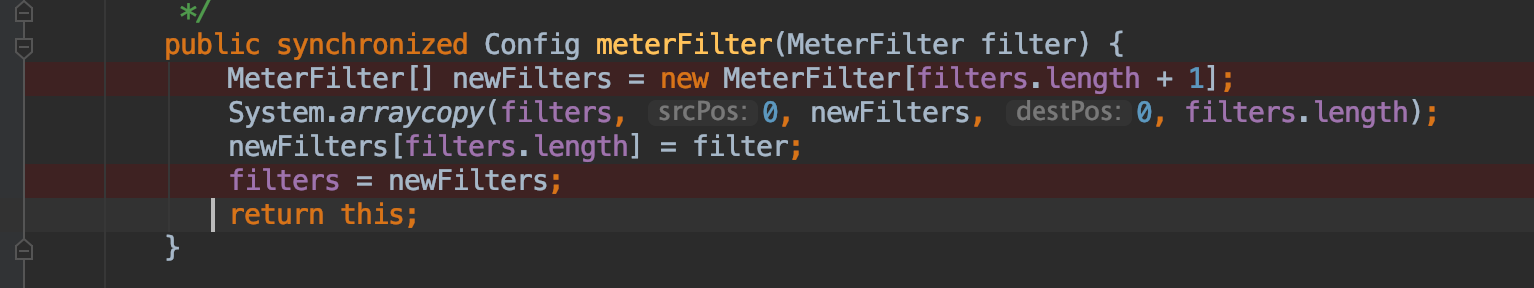 */
public synchronized Config meterFilter(MeterFilter filter) {
MeterFilter[] newFilters = new MeterFilter[filters.length + 1];
System.arraycopy(filters, srcPos: 0, newFilters, destPos: 0, filters.length);
newFilters[filters.length] = filter;
filters = newFilters;
return this;
}